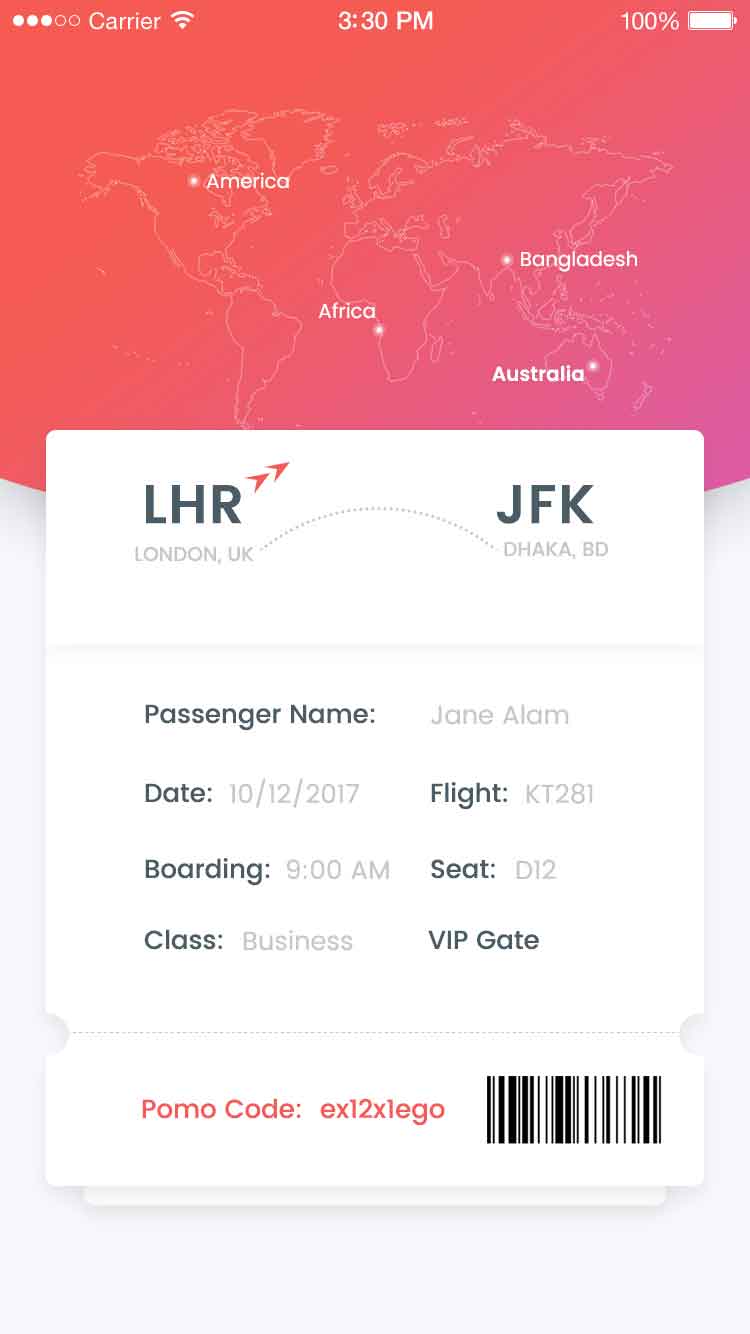 Carrier 3:30 PM 100%
America
Bangladesh
Africa
Australia
LHR JFK
LONDON, UK DHAKA, BD
Passenger Name: Jane Alam
Date: 10/12/2017 Flight: KT281
Boarding: 9:00 AM Seat: D12
Class: Business VIP Gate
Pomo Code: ex12x1ego